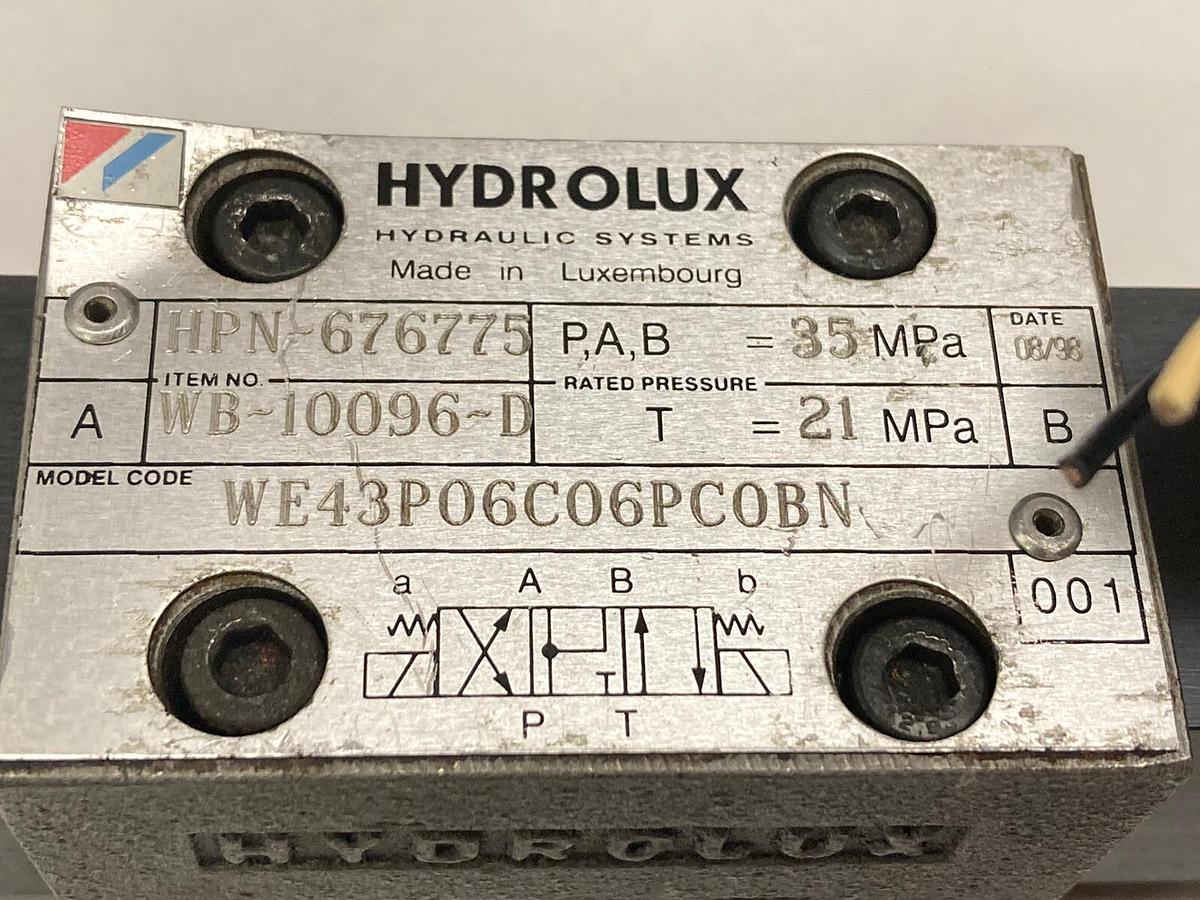 HYDROLUX
HYDRAULIC SYSTEMS
Made in Luxembourg
HPN-676775 P,A,B = 35 MPa DATE 08/98
ITEM NO. RATED PRESSURE
A WB-10096-D T = 21 MPa B
MODEL CODE WE43P06C06PC0BN
001
a A B b
T
P T
HYDROLUX